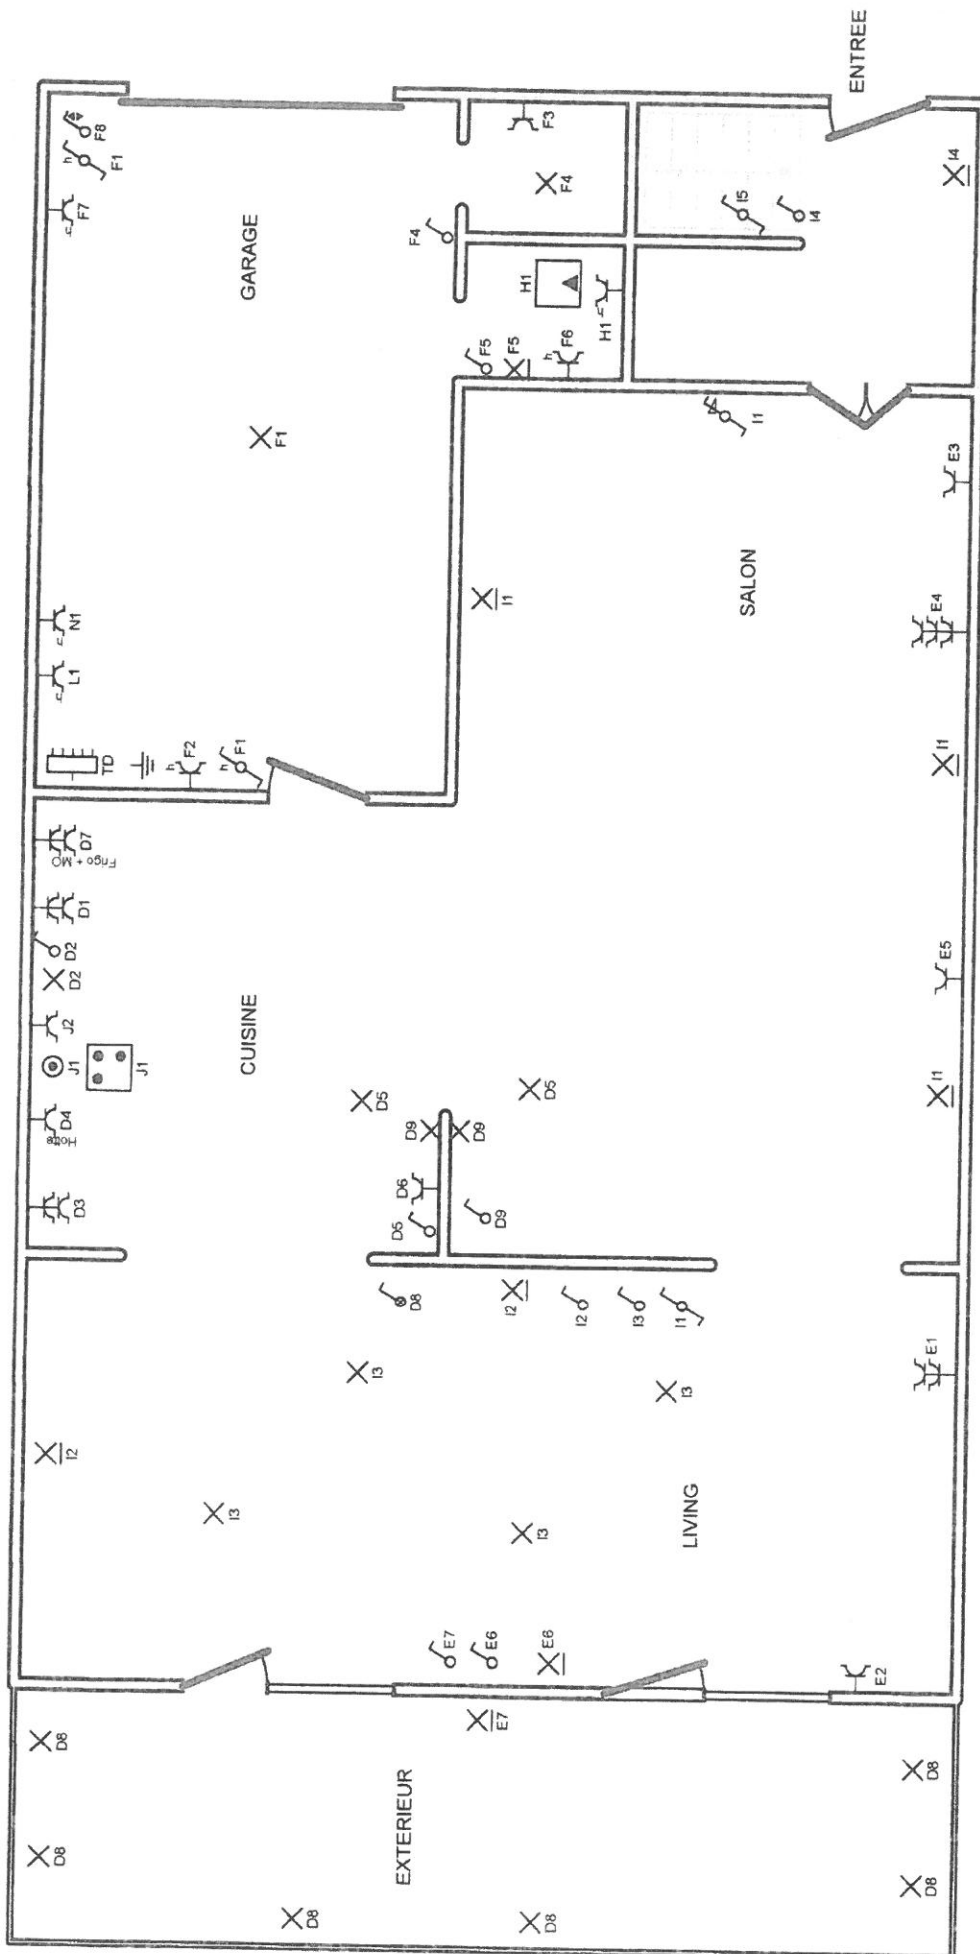 ENTREE
F8
h
F1
F7
c
GARAGE
F3
F4
F4
H1
H1
c
F5
F5
h
F6
I5
I4
I4
F1
N1
c
L1
c
TD
h
F2
h
F1
I1
I1
SALON
E3
E4
I1
E5
I1
D7
Frigo + MO
D1
D2
D2
J2
J1
J1
D4
Hotte
D3
CUISINE
D5
D5
D9
D9
D6
D5
D9
D8
I2
I2
I3
I1
E1
I3
I3
I2
I3
I3
LIVING
E7
E6
E6
E2
E7
D8
D8
D8
D8
D8
D8
EXTERIEUR